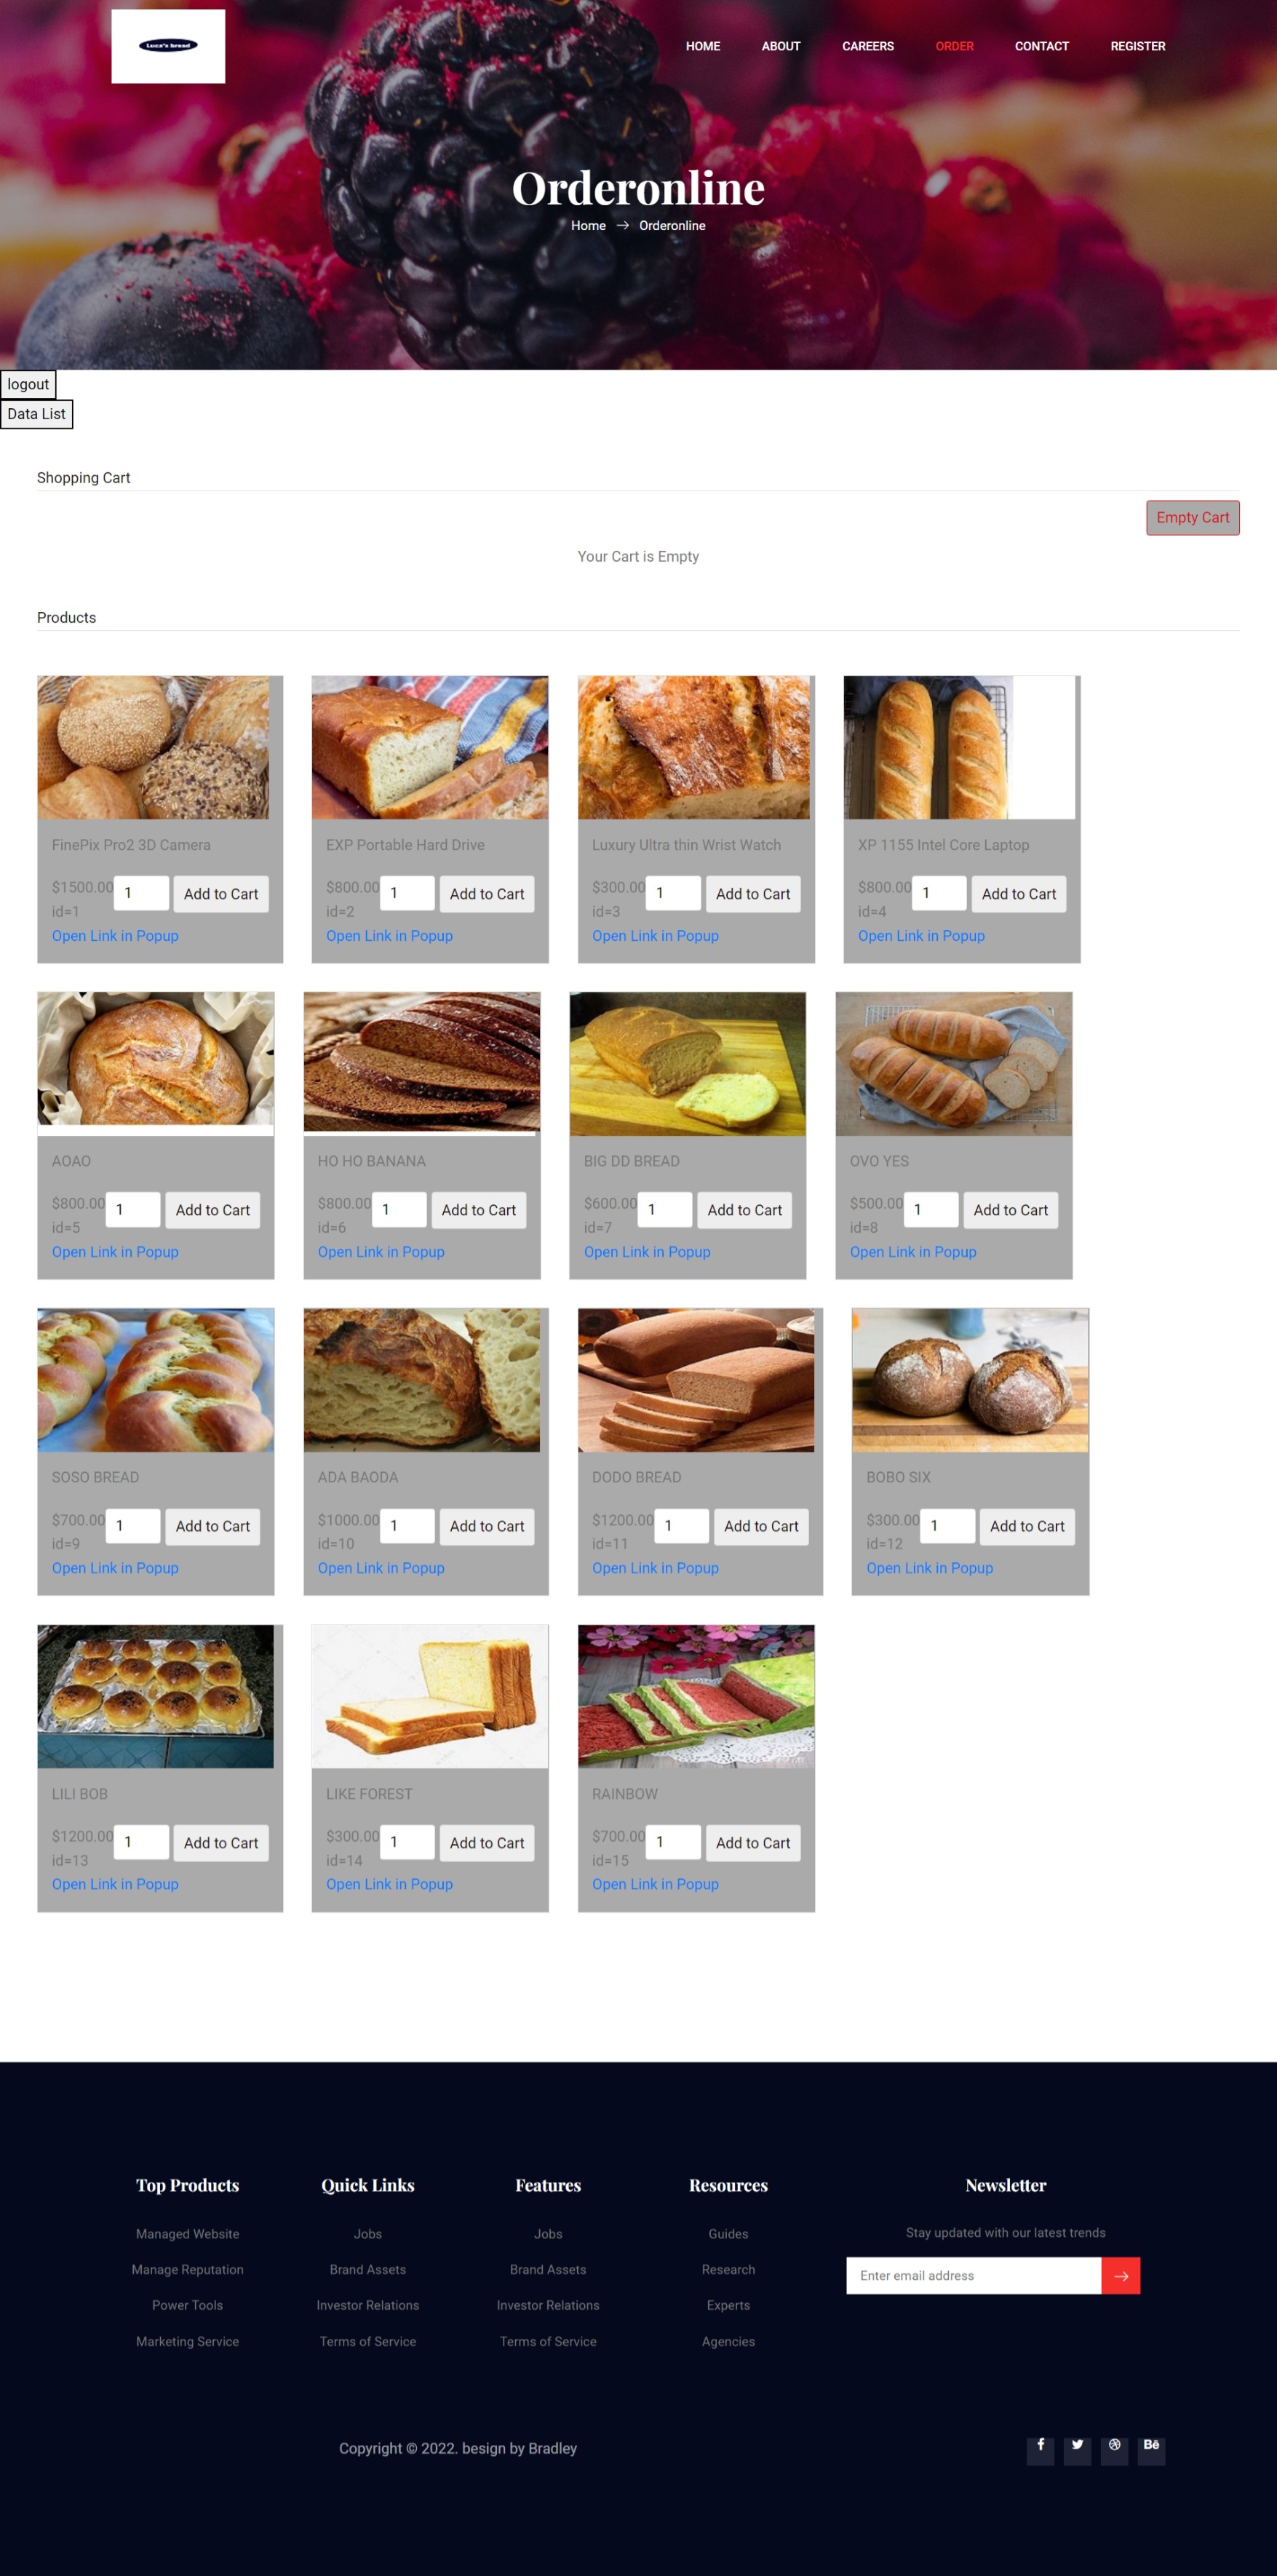 Luca'z bread
HOME ABOUT CAREERS ORDER CONTACT REGISTER
Orderonline
Home → Orderonline
logout
Data List
Shopping Cart
Empty Cart
Your Cart is Empty
Products
FinePix Pro2 3D Camera
$1500.00 1 Add to Cart
id=1
Open Link in Popup
EXP Portable Hard Drive
$800.00 1 Add to Cart
id=2
Open Link in Popup
Luxury Ultra thin Wrist Watch
$300.00 1 Add to Cart
id=3
Open Link in Popup
XP 1155 Intel Core Laptop
$800.00 1 Add to Cart
id=4
Open Link in Popup
AOAO
$800.00 1 Add to Cart
id=5
Open Link in Popup
HO HO BANANA
$800.00 1 Add to Cart
id=6
Open Link in Popup
BIG DD BREAD
$600.00 1 Add to Cart
id=7
Open Link in Popup
OVO YES
$500.00 1 Add to Cart
id=8
Open Link in Popup
SOSO BREAD
$700.00 1 Add to Cart
id=9
Open Link in Popup
ADA BAODA
$1000.00 1 Add to Cart
id=10
Open Link in Popup
DODO BREAD
$1200.00 1 Add to Cart
id=11
Open Link in Popup
BOBO SIX
$300.00 1 Add to Cart
id=12
Open Link in Popup
LILI BOB
$1200.00 1 Add to Cart
id=13
Open Link in Popup
LIKE FOREST
$300.00 1 Add to Cart
id=14
Open Link in Popup
RAINBOW
$700.00 1 Add to Cart
id=15
Open Link in Popup
Top Products
Managed Website
Manage Reputation
Power Tools
Marketing Service
Quick Links
Jobs
Brand Assets
Investor Relations
Terms of Service
Features
Jobs
Brand Assets
Investor Relations
Terms of Service
Resources
Guides
Research
Experts
Agencies
Newsletter
Stay updated with our latest trends
Enter email address
Copyright © 2022. besign by Bradley
Bē